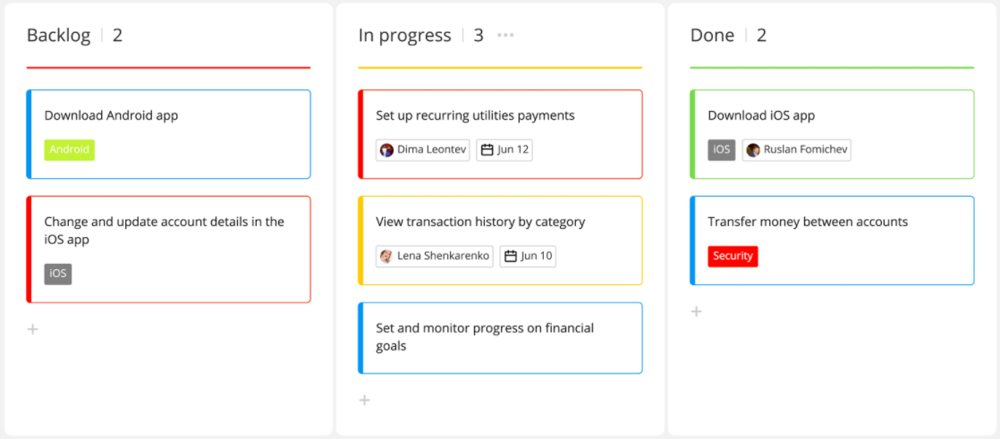 Backlog 2
Download Android app
Android
Change and update account details in the
iOS app
iOS
+
In progress 3 •••
Set up recurring utilities payments
Dima Leontev Jun 12
View transaction history by category
Lena Shenkarenko Jun 10
Set and monitor progress on financial
goals
+
Done 2
Download iOS app
iOS Ruslan Fomichev
Transfer money between accounts
Security
+